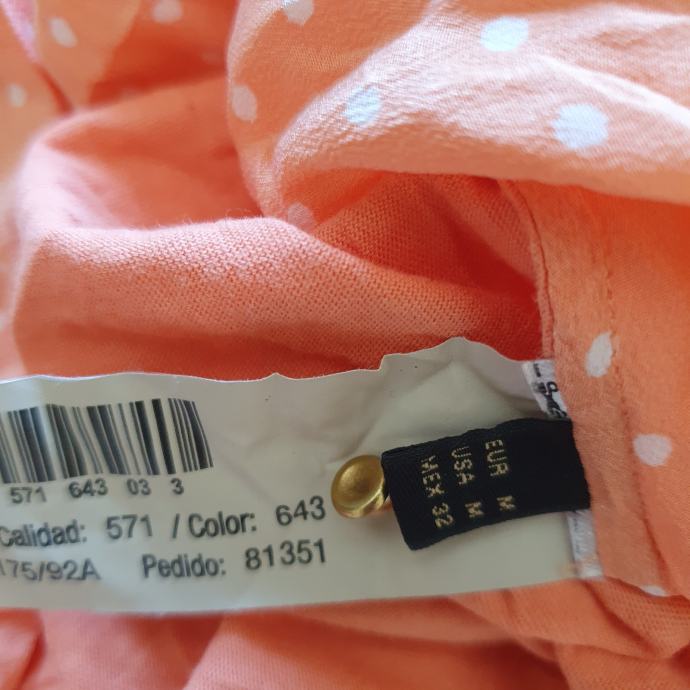 571 643 03 3
Calidad: 571 / Color: 643
175/92A Pedido: 81351
EUR M
USA M
MEX 32